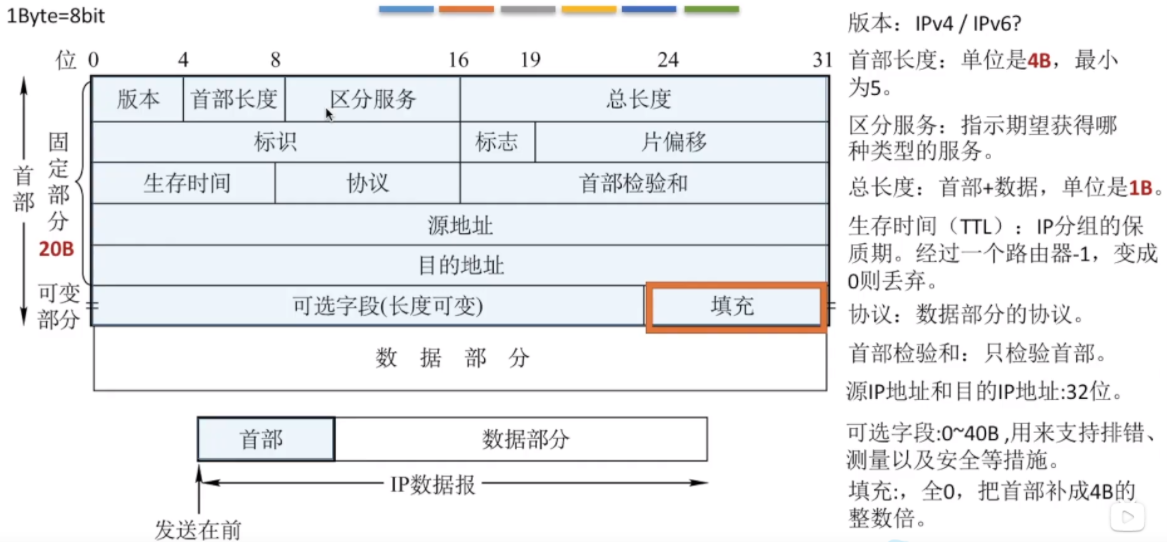 1Byte=8bit
位 0 4 8 16 19 24 31
版本 首部长度 区分服务 总长度
标识 标志 片偏移
生存时间 协议 首部检验和
源地址
目的地址
可选字段(长度可变) 填充
数 据 部 分
首部
固定部分
20B
可变
部分
首部 数据部分
IP数据报
发送在前
版本：IPv4 / IPv6?
首部长度：单位是4B，最小
为5。
区分服务：指示期望获得哪
种类型的服务。
总长度：首部+数据，单位是1B。
生存时间（TTL）：IP分组的保
质期。经过一个路由器-1，变成
0则丢弃。
协议：数据部分的协议。
首部检验和：只检验首部。
源IP地址和目的IP地址:32位。
可选字段:0~40B ,用来支持排错、
测量以及安全等措施。
填充:，全0，把首部补成4B的
整数倍。